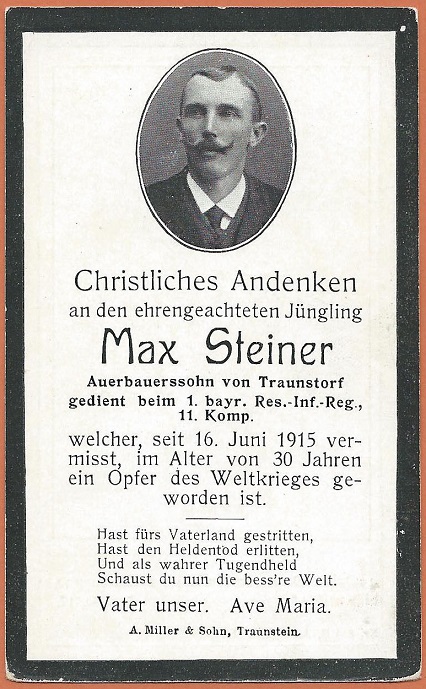 Christliches Andenken
an den ehrengeachteten Jüngling
Max Steiner
Auerbauerssohn von Traunstorf
gedient beim 1. bayr. Res.-Inf.-Reg.,
11. Komp.
welcher, seit 16. Juni 1915 ver-
misst, im Alter von 30 Jahren
ein Opfer des Weltkrieges ge-
worden ist.
Hast fürs Vaterland gestritten,
Hast den Heldentod erlitten,
Und als wahrer Tugendheld
Schaust du nun die bess're Welt.
Vater unser. Ave Maria.
A. Miller & Sohn, Traunstein.